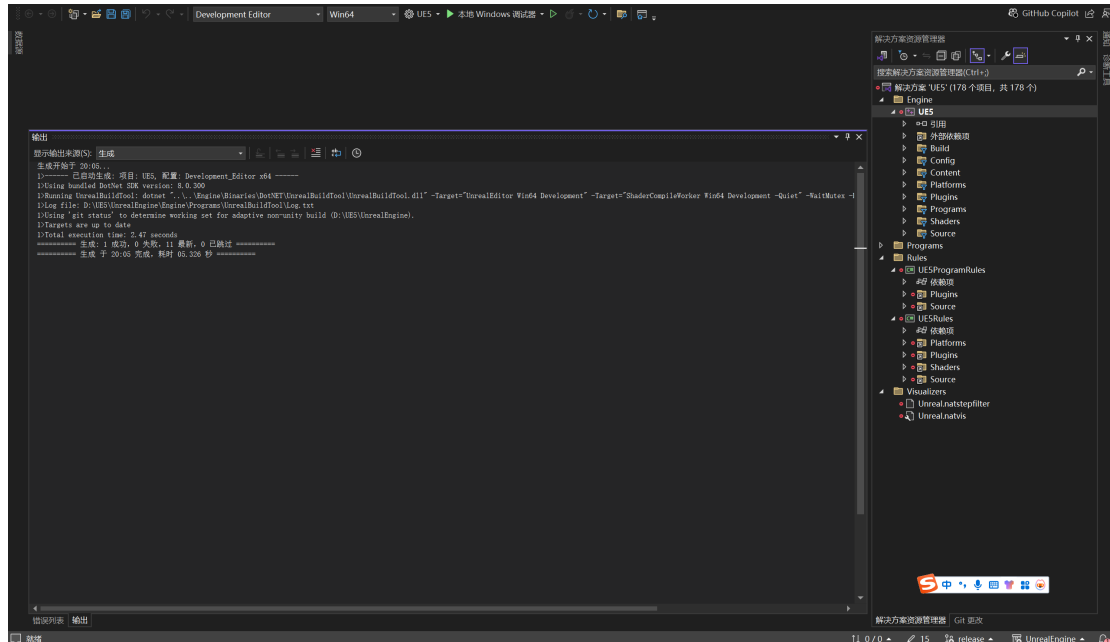 Development Editor
Win64
UE5
本地 Windows 调试器
GitHub Copilot
数据源
输出
显示输出来源(S):
生成
生成开始于 20:05...
1>------ 已启动生成: 项目: UE5, 配置: Development_Editor x64 ------
1>Using bundled DotNet SDK version: 8.0.300
1>Running UnrealBuildTool: dotnet "..\..\Engine\Binaries\DotNET\UnrealBuildTool\UnrealBuildTool.dll" -Target="UnrealEditor Win64 Development" -Target="ShaderCompileWorker Win64 Development -Quiet" -WaitMutex -
1>Log file: D:\UE5\UnrealEngine\Engine\Programs\UnrealBuildTool\Log.txt
1>Using 'git status' to determine working set for adaptive non-unity build (D:\UE5\UnrealEngine).
1>Targets are up to date
1>Total execution time: 2.47 seconds
========== 生成: 1 成功, 0 失败, 11 最新, 0 已跳过 ==========
========== 生成 于 20:05 完成, 耗时 05.326 秒 ==========
错误列表
输出
就绪
解决方案资源管理器
搜索解决方案资源管理器(Ctrl+;)
解决方案 'UE5' (178 个项目, 共 178 个)
Engine
UE5
引用
外部依赖项
Build
Config
Content
Platforms
Plugins
Programs
Shaders
Source
Programs
Rules
UE5ProgramRules
依赖项
Plugins
Source
UE5Rules
依赖项
Platforms
Plugins
Shaders
Source
Visualizers
Unreal.natstepfilter
Unreal.natvis
通知
诊断工具
S 中
解决方案资源管理器
Git 更改
0 / 0
15
release
UnrealEngine